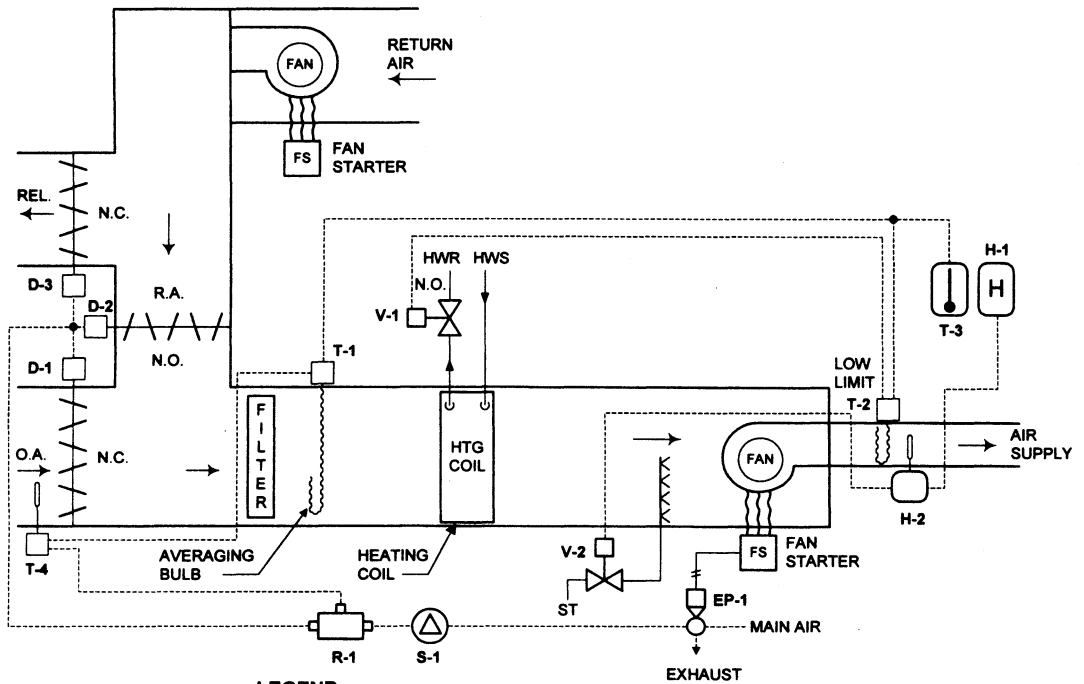 FAN
RETURN
AIR
FS
FAN
STARTER
REL.
N.C.
D-3
D-2
R.A.
D-1
N.O.
O.A.
N.C.
T-4
HWR
HWS
N.O.
V-1
T-1
F
I
L
T
E
R
HTG
COIL
AVERAGING
BULB
HEATING
COIL
H-1
H
T-3
LOW
LIMIT
T-2
AIR
SUPPLY
FAN
H-2
V-2
ST
FS
FAN
STARTER
EP-1
MAIN AIR
EXHAUST
R-1
S-1